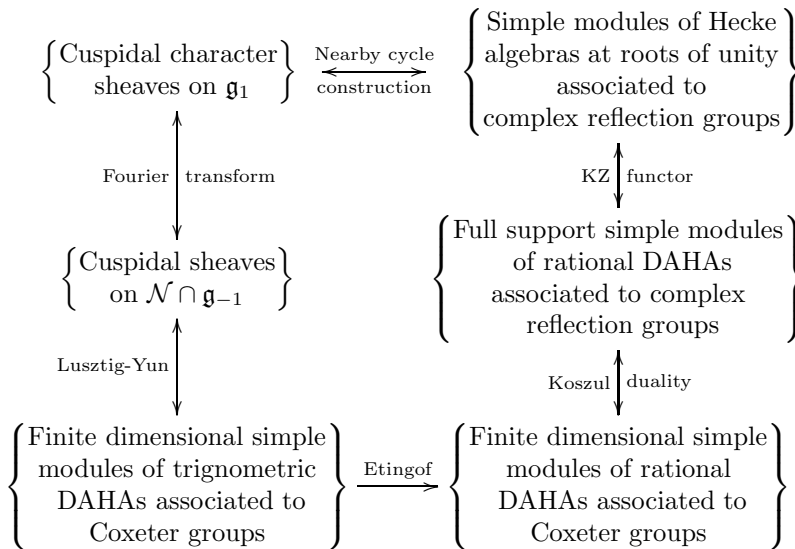 Cuspidal character
sheaves on 𝔤₁
Nearby cycle
construction
Simple modules of Hecke
algebras at roots of unity
associated to
complex reflection groups
Fourier transform
KZ functor
Cuspidal sheaves
on 𝒩 ∩ 𝔤₋₁
Full support simple modules
of rational DAHAs
associated to complex
reflection groups
Lusztig-Yun
Koszul duality
Finite dimensional simple
modules of trignometric
DAHAs associated to
Coxeter groups
Etingof
Finite dimensional simple
modules of rational
DAHAs associated to
Coxeter groups